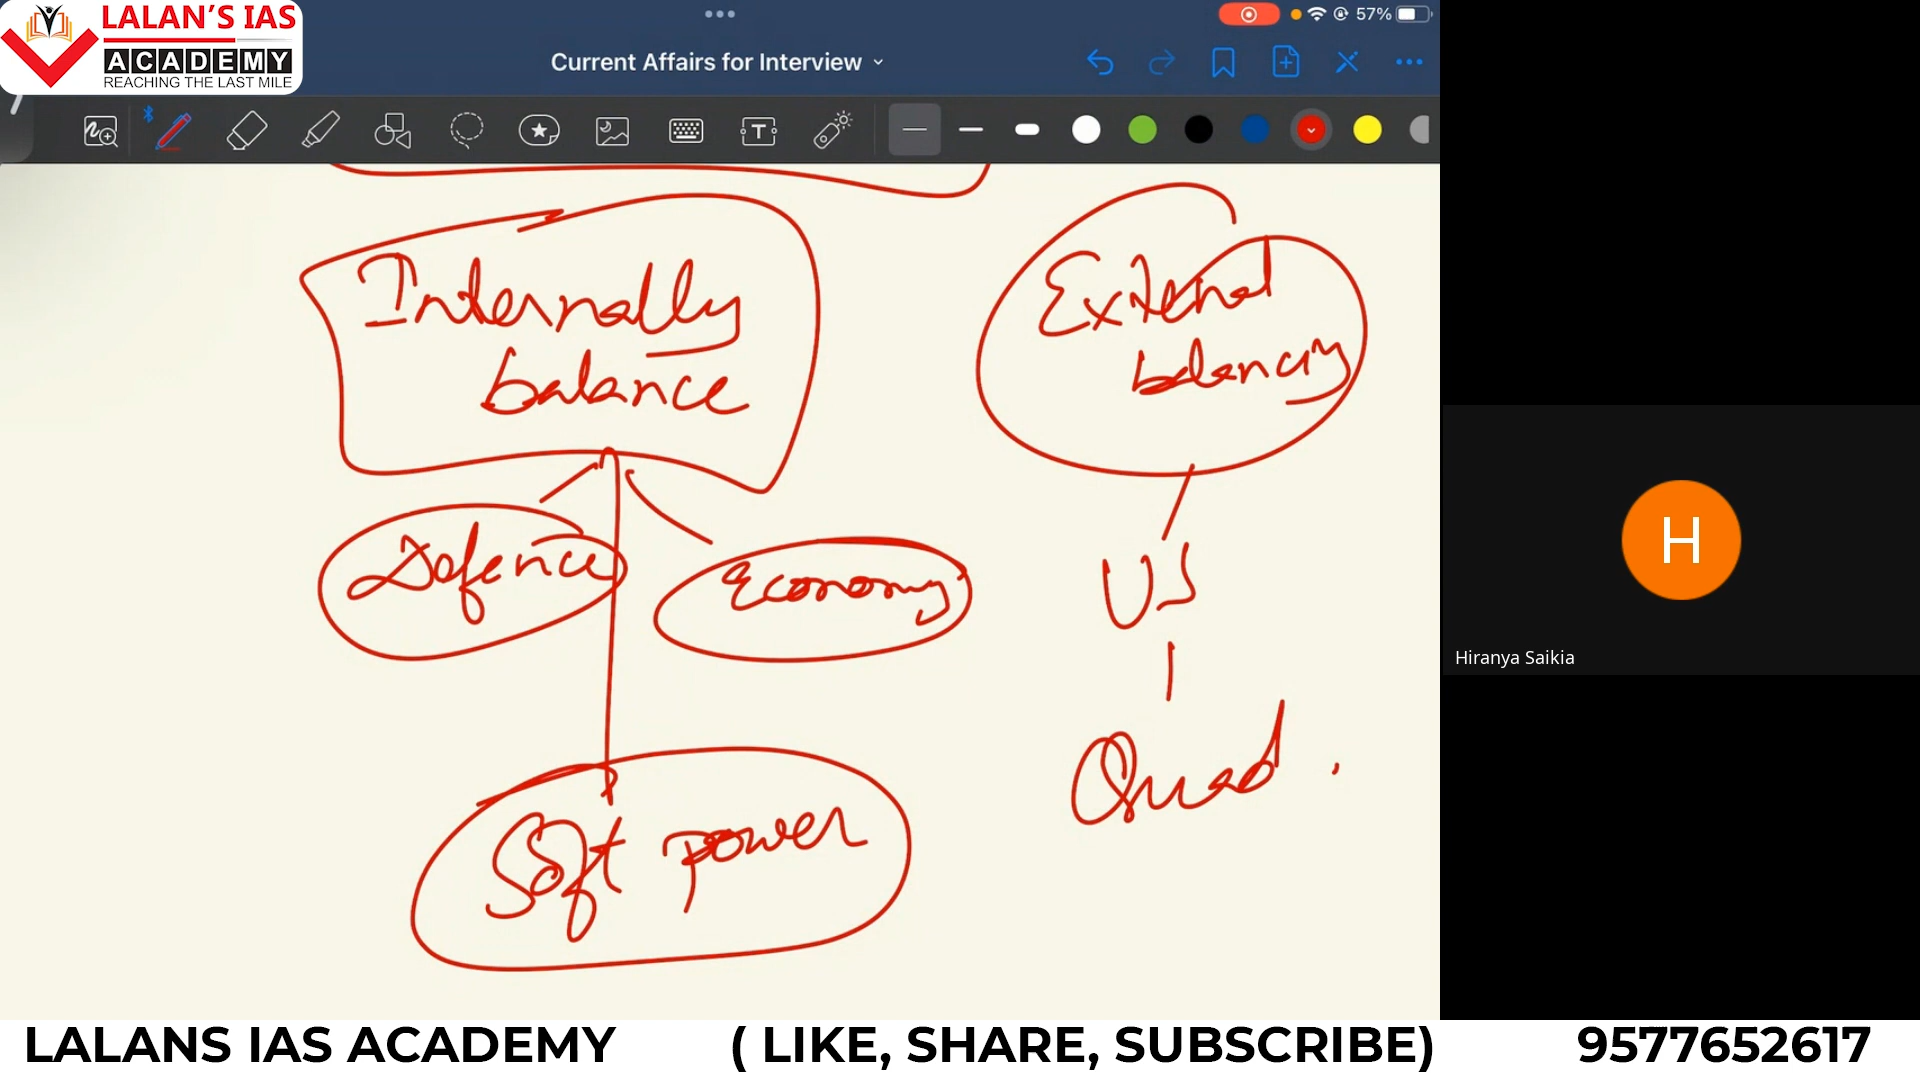 LALAN'S IAS
ACADEMY
REACHING THE LAST MILE
57%
Current Affairs for Interview
T
Internally
balance
External
balancing
Defence
Economy
US
Quad
Soft power
H
Hiranya Saikia
LALANS IAS ACADEMY ( LIKE, SHARE, SUBSCRIBE) 9577652617